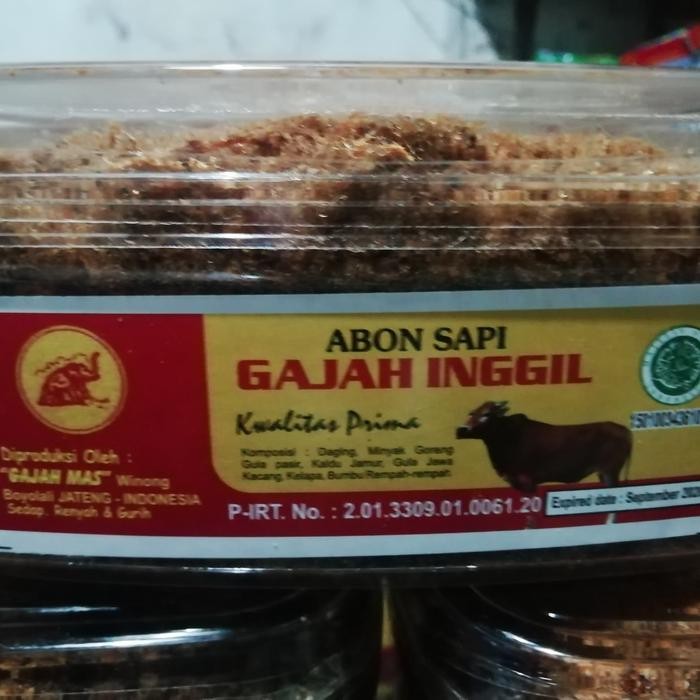 ABON SAPI
GAJAH INGGIL
Kwalitas Prima
Komposisi : Daging, Minyak Goreng
Gula pasir, Kaldu Jamur, Gula Jawa
Kacang, Kelapa, Bumbu/Rempah-rempah
Diproduksi Oleh :
"GAJAH MAS" Winong
Boyolali JATENG - INDONESIA
Sedap, Renyah & Gurih
P-IRT. No. : 2.01.3309.01.0061.20
Expired date : September